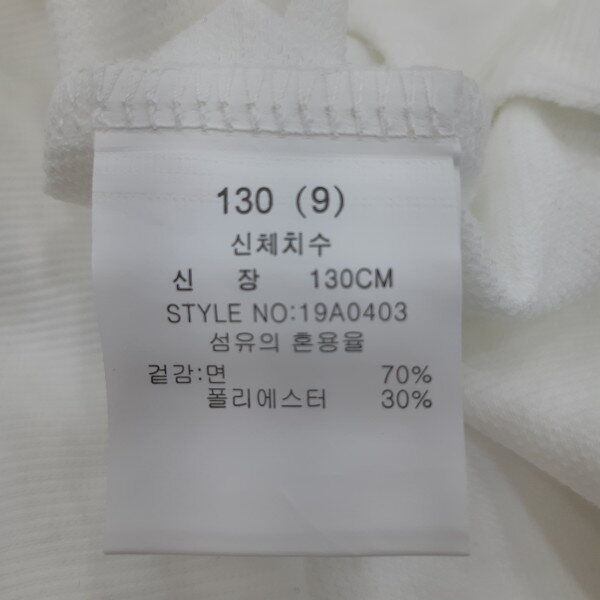 130 (9)
신체치수
신 장 130CM
STYLE NO:19A0403
섬유의 혼용율
겉감:면 70%
폴리에스터 30%